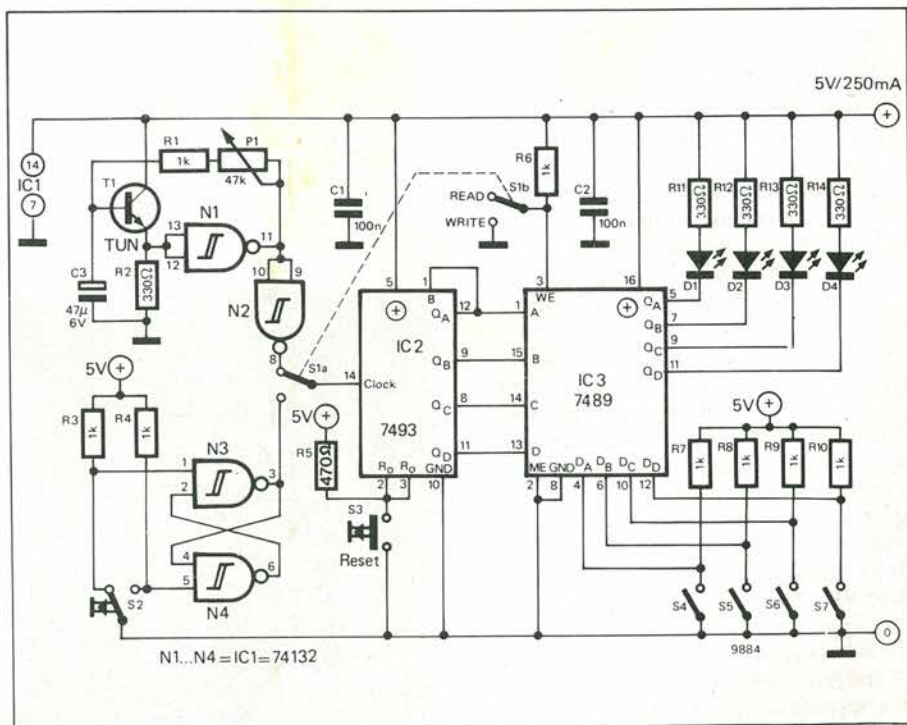 5V/250mA
+
14
IC1
7
R1
1k
P1
47k
T1
TUN
N1
13
12
11
R2
330Ω
C3
47µ
6V
10 9
N2
8
S1a
C1
100n
READ
WRITE
S1b
R6
1k
C2
100n
R11 R12 R13 R14
330Ω 330Ω 330Ω 330Ω
D1 D2 D3 D4
5 1
+ B
QA 12
IC2
QB 9
14 Clock
QC 8
7493
QD 11
R0 R0 GND
2 3 10
3 16
WE +
1 A QA 5
QB 7
15 B QC 9
IC3
QD 11
14 C 7489
13 D
ME GND DA DB DC DD
2 8 4 6 10 12
5V +
R3
1k
R4
1k
5V +
R5
470Ω
1
2
N3
3
4
5
N4
6
S2
S3
Reset
5V +
R7 R8 R9 R10
1k 1k 1k 1k
S4 S5 S6 S7
0
9884
N1...N4=IC1=74132